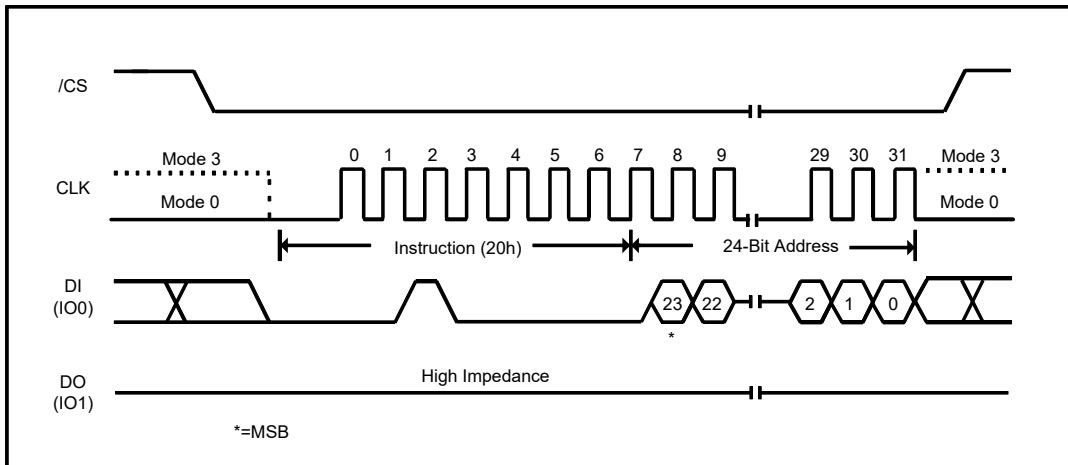 /CS
Mode 3
CLK
Mode 0
0 1 2 3 4 5 6 7 8 9 29 30 31
Mode 3
Mode 0
Instruction (20h)
24-Bit Address
DI
(IO0)
23 22 2 1 0
*
DO
(IO1)
High Impedance
*=MSB